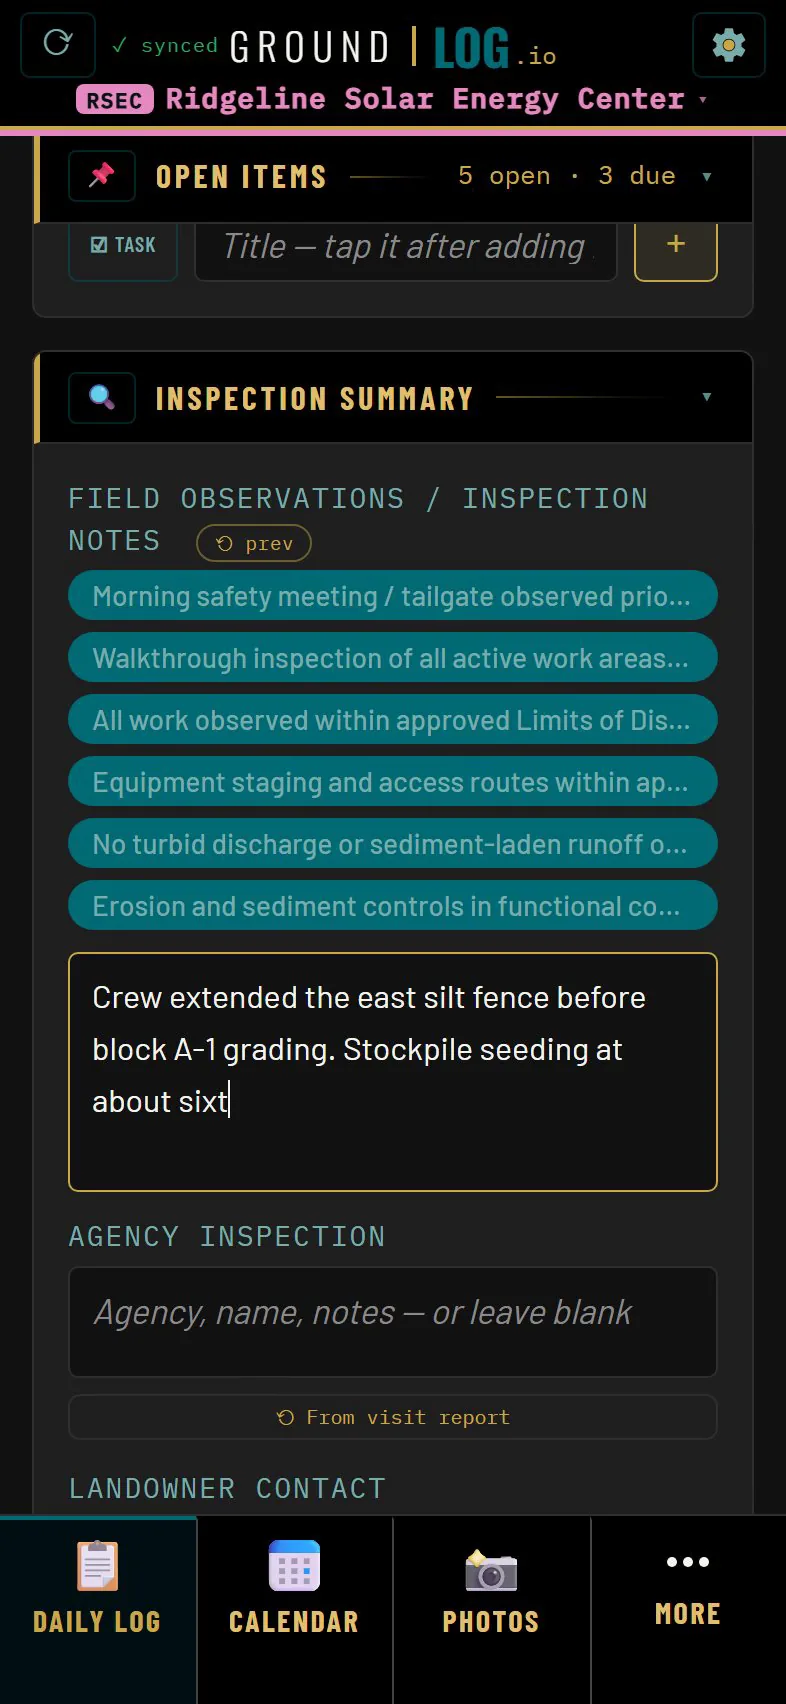 ✓ synced GROUND | LOG.io
RSEC Ridgeline Solar Energy Center ▾
OPEN ITEMS 5 open · 3 due ▾
☑ TASK Title — tap it after adding +
INSPECTION SUMMARY ▾
FIELD OBSERVATIONS / INSPECTION
NOTES ⟲ prev
Morning safety meeting / tailgate observed prio...
Walkthrough inspection of all active work areas...
All work observed within approved Limits of Dis...
Equipment staging and access routes within ap...
No turbid discharge or sediment-laden runoff o...
Erosion and sediment controls in functional co...
Crew extended the east silt fence before
block A-1 grading. Stockpile seeding at
about sixt
AGENCY INSPECTION
Agency, name, notes — or leave blank
⟲ From visit report
LANDOWNER CONTACT
DAILY LOG CALENDAR PHOTOS MORE